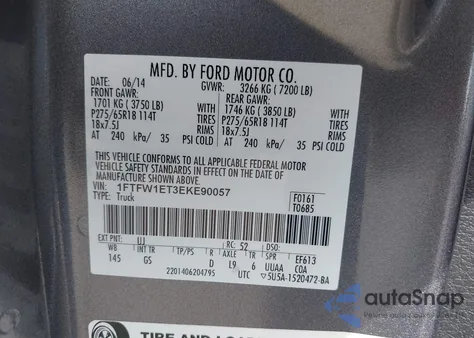 MFD. BY FORD MOTOR CO.
DATE: 06/14 GVWR: 3266 KG ( 7200 LB)
FRONT GAWR: REAR GAWR:
1701 KG ( 3750 LB) WITH 1746 KG ( 3850 LB) WITH
P275/65R18 114T TIRES P275/65R18 114T TIRES
18x7.5J RIMS 18x7.5J RIMS
AT 240 kPa/ 35 PSI COLD AT 240 kPa/ 35 PSI COLD
THIS VEHICLE CONFORMS TO ALL APPLICABLE FEDERAL MOTOR
VEHICLE SAFETY STANDARDS IN EFFECT ON THE DATE OF
MANUFACTURE SHOWN ABOVE.
VIN: 1FTFW1ET3EKE90057 F0161
TYPE: Truck T0685
EXT PNT: UJ RC: 52 DSO:
WB INT TR TP/PS R AXLE TR SPR EF613
145 GS D L9 6 UUAA COA
2201406204795 UTC 5U5A-1520472-BA
autoSnap
TIRE AND